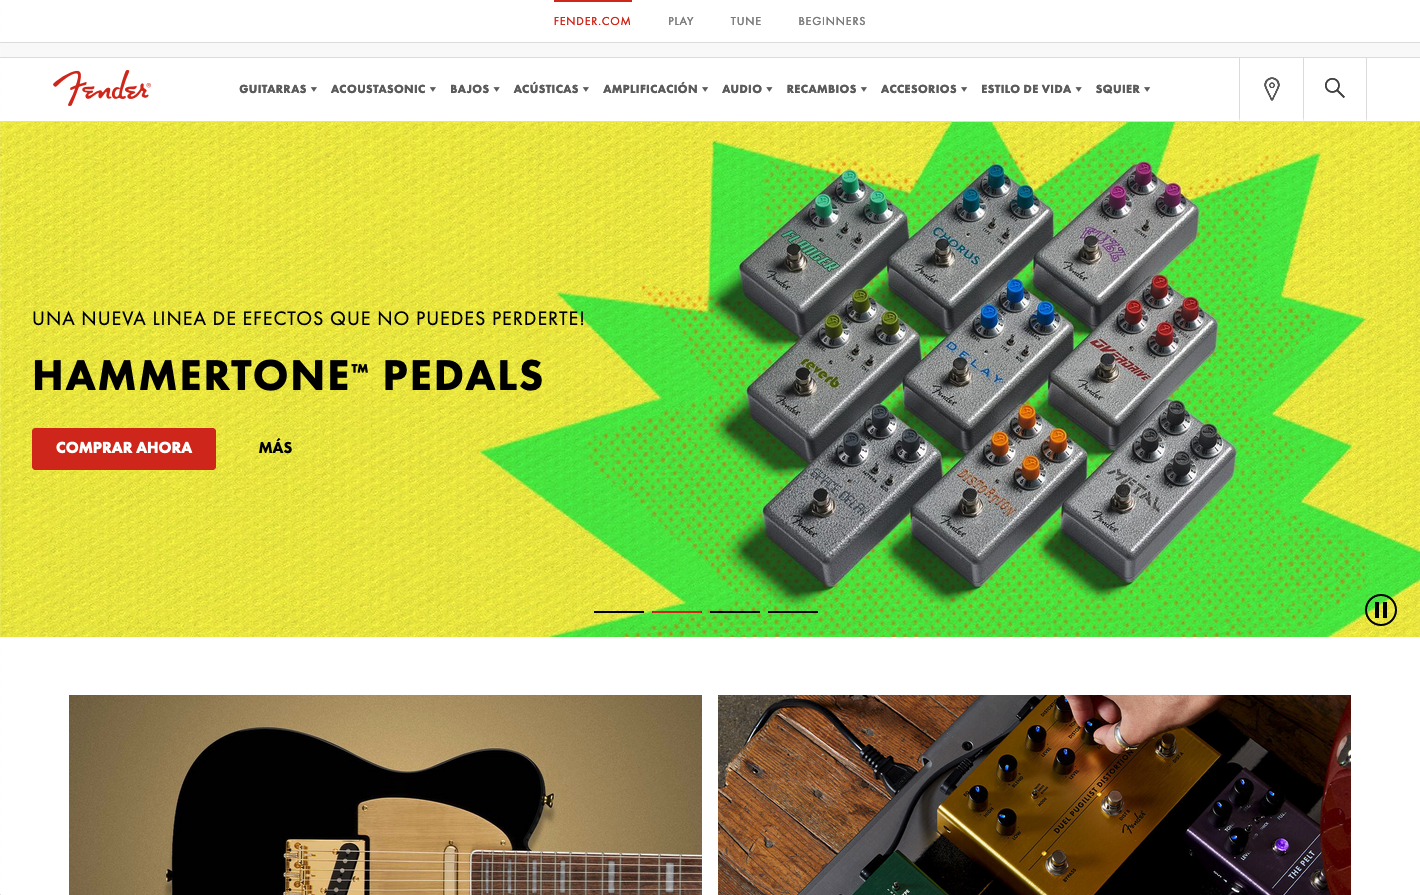 FENDER.COM PLAY TUNE BEGINNERS
Fender
GUITARRAS ACOUSTASONIC BAJOS ACÚSTICAS AMPLIFICACIÓN AUDIO RECAMBIOS ACCESORIOS ESTILO DE VIDA SQUIER
UNA NUEVA LINEA DE EFECTOS QUE NO PUEDES PERDERTE!
HAMMERTONE™ PEDALS
COMPRAR AHORA MÁS
FLANGER
Fender
CHORUS
Fender
FUZZ
Fender
REVERB
Fender
DELAY
Fender
OVERDRIVE
Fender
SPACE DELAY
Fender
DISTORTION
Fender
METAL
Fender
DUEL PUGILIST DISTORTION
Fender
BYPASS
THE PELT